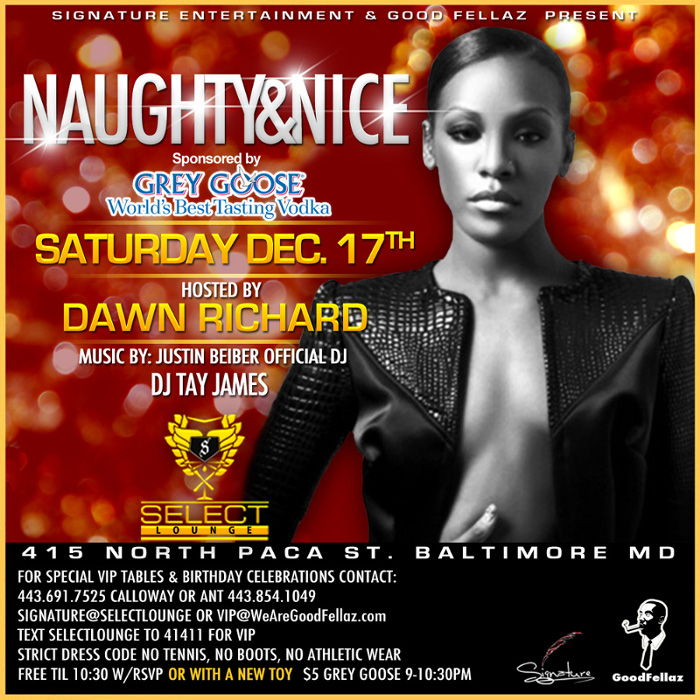 SIGNATURE ENTERTAINMENT & GOOD FELLAZ PRESENT
NAUGHTY&NICE
Sponsored by
GREY GOOSE®
World's Best Tasting Vodka
SATURDAY DEC. 17TH
HOSTED BY
DAWN RICHARD
MUSIC BY: JUSTIN BEIBER OFFICIAL DJ
DJ TAY JAMES
S
SELECT
LOUNGE
415 NORTH PACA ST. BALTIMORE MD
FOR SPECIAL VIP TABLES & BIRTHDAY CELEBRATIONS CONTACT:
443.691.7525 CALLOWAY OR ANT 443.854.1049
SIGNATURE@SELECTLOUNGE OR VIP@WeAreGoodFellaz.com
TEXT SELECTLOUNGE TO 41411 FOR VIP
STRICT DRESS CODE NO TENNIS, NO BOOTS, NO ATHLETIC WEAR
FREE TIL 10:30 W/RSVP OR WITH A NEW TOY $5 GREY GOOSE 9-10:30PM
Signature
GoodFellaz